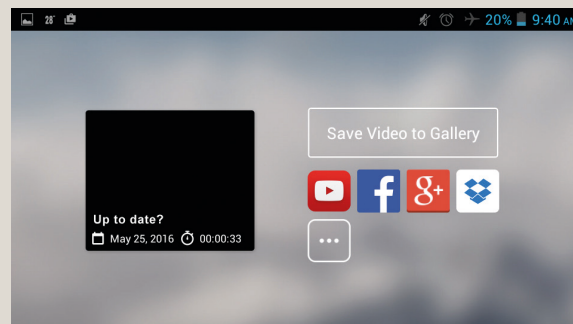 28° 20% 9:40 AM
Save Video to Gallery
f g+
Up to date?
May 25, 2016 00:00:33